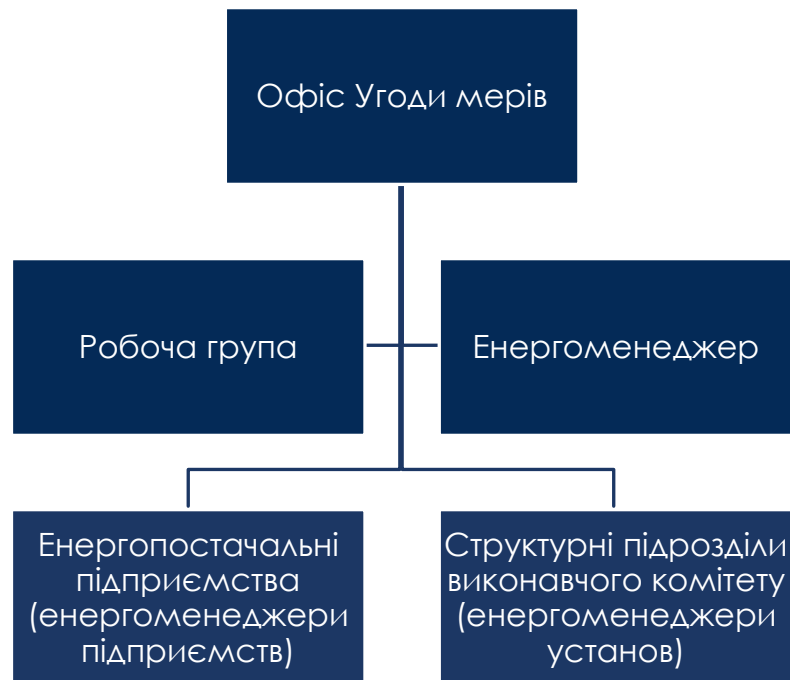 Офіс Угоди мерів
Робоча група
Енергоменеджер
Енергопостачальні
підприємства
(енергоменеджери
підприємств)
Структурні підрозділи
виконавчого комітету
(енергоменеджери
установ)